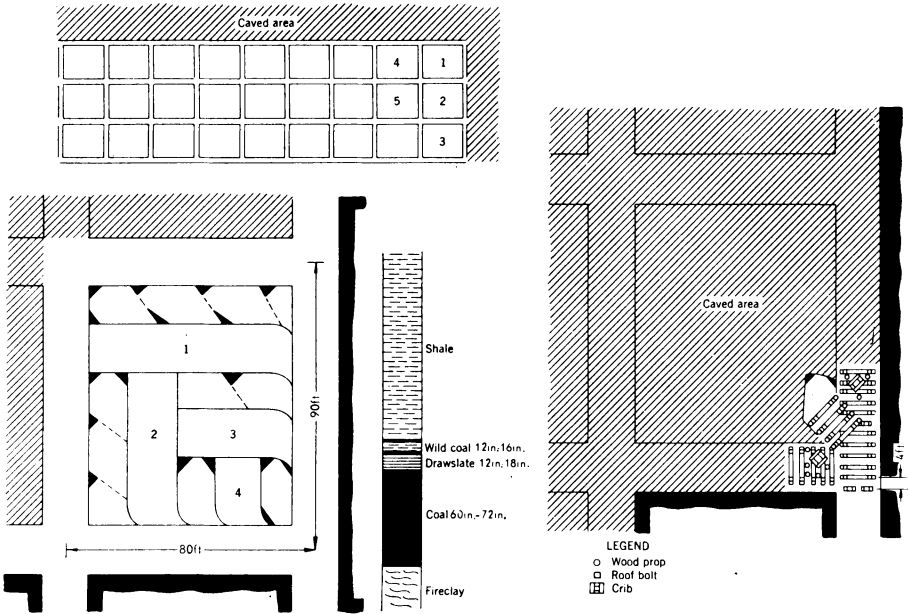 Caved area
4 1
5 2
3
1
2 3
4
90ft
80ft
Shale
Wild coal 12in.-16in.
Drawslate 12in.-18in.
Coal 60in.-72in.
Fireclay
Caved area
4ft
LEGEND
Wood prop
Roof bolt
Crib